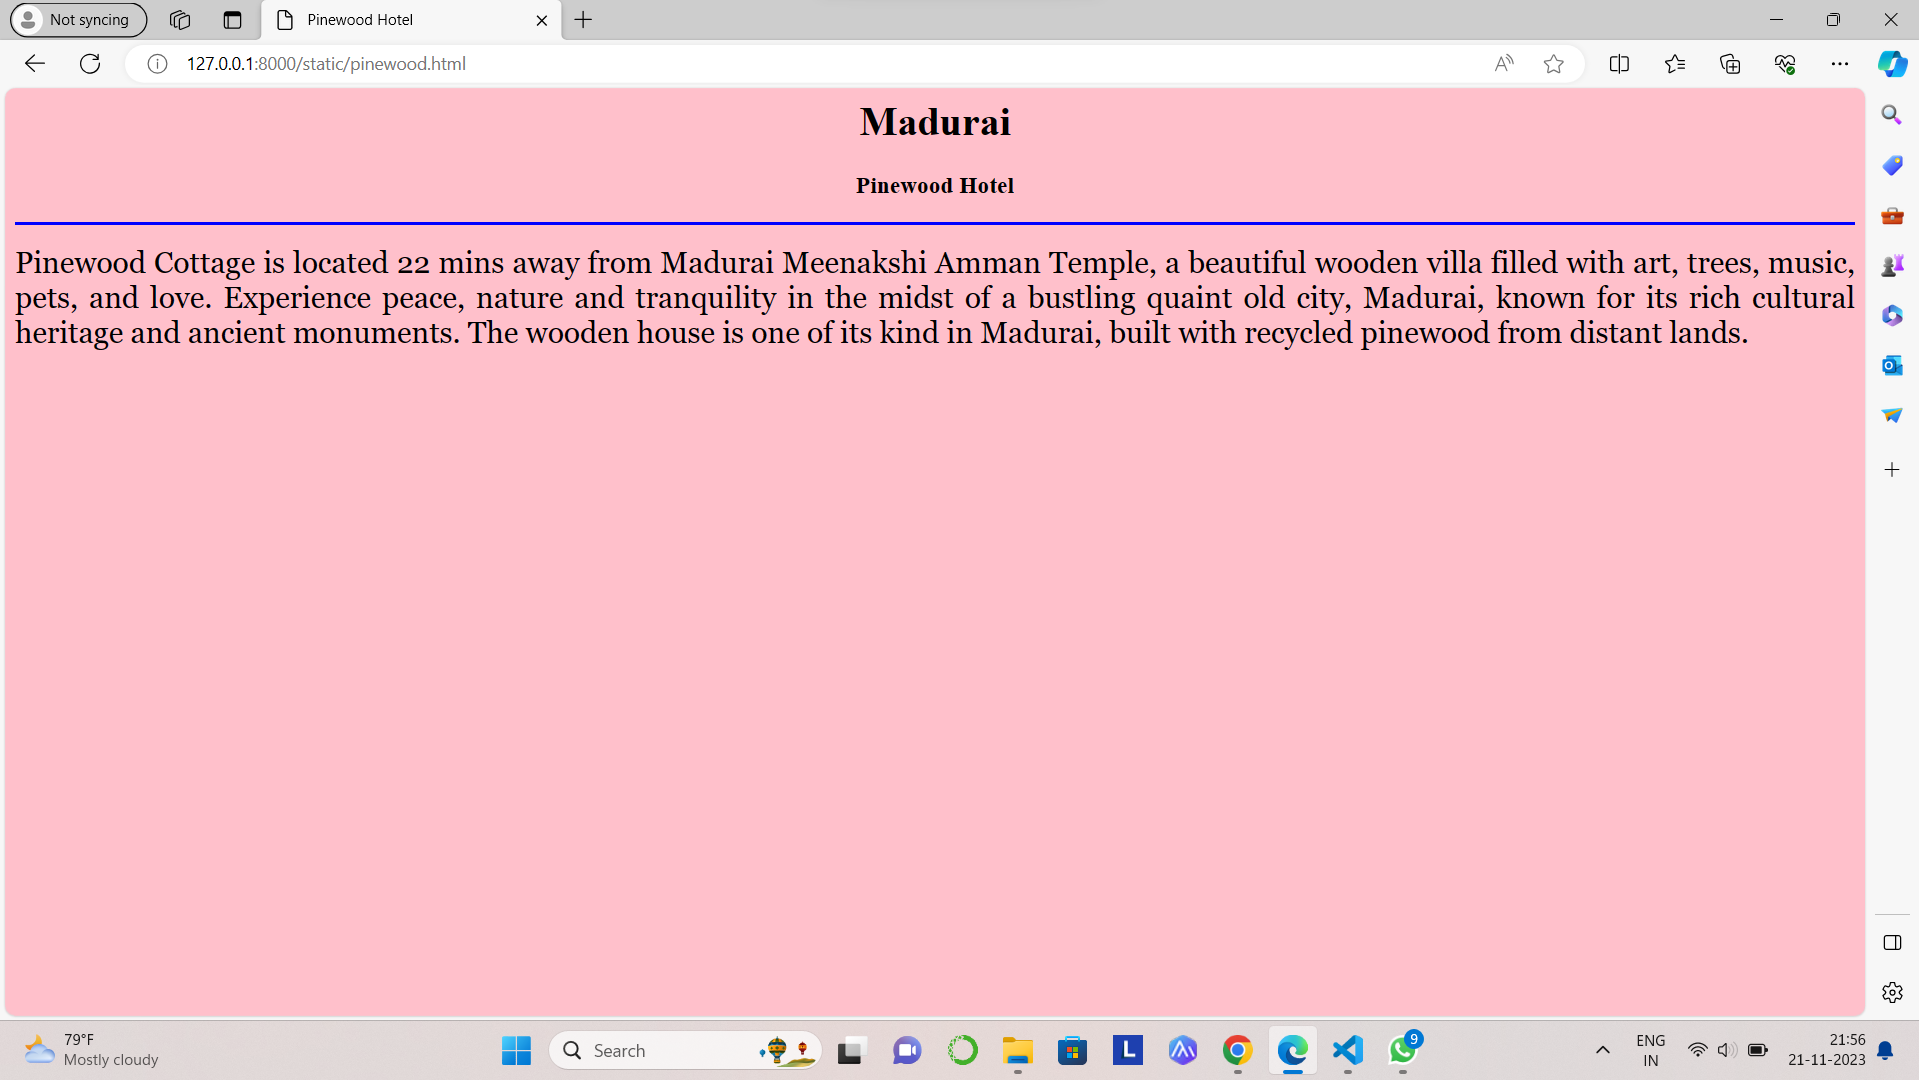 Not syncing
Pinewood Hotel
127.0.0.1:8000/static/pinewood.html
Madurai
Pinewood Hotel
Pinewood Cottage is located 22 mins away from Madurai Meenakshi Amman Temple, a beautiful wooden villa filled with art, trees, music,
pets, and love. Experience peace, nature and tranquility in the midst of a bustling quaint old city, Madurai, known for its rich cultural
heritage and ancient monuments. The wooden house is one of its kind in Madurai, built with recycled pinewood from distant lands.
79°F
Mostly cloudy
Search
L
9
ENG
IN
21:56
21-11-2023